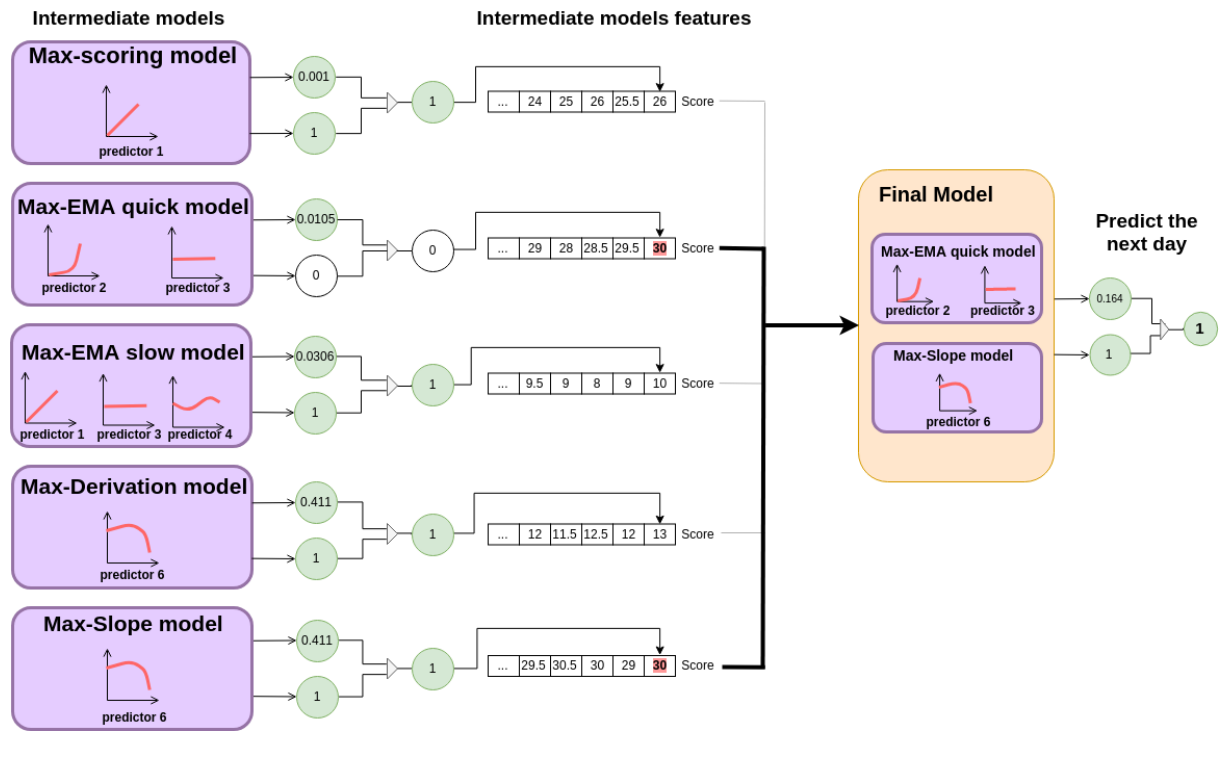 Intermediate models
Intermediate models features
Max-scoring model
predictor 1
0.001
1
1
... 24 25 26 25.5 26 Score
Max-EMA quick model
predictor 2 predictor 3
0.0105
0
0
... 29 28 28.5 29.5 30 Score
Max-EMA slow model
predictor 1 predictor 3 predictor 4
0.0306
1
1
... 9.5 9 8 9 10 Score
Max-Derivation model
predictor 6
0.411
1
1
... 12 11.5 12.5 12 13 Score
Max-Slope model
predictor 6
0.411
1
1
... 29.5 30.5 30 29 30 Score
Final Model
Max-EMA quick model
predictor 2 predictor 3
Max-Slope model
predictor 6
Predict the
next day
0.164
1
1